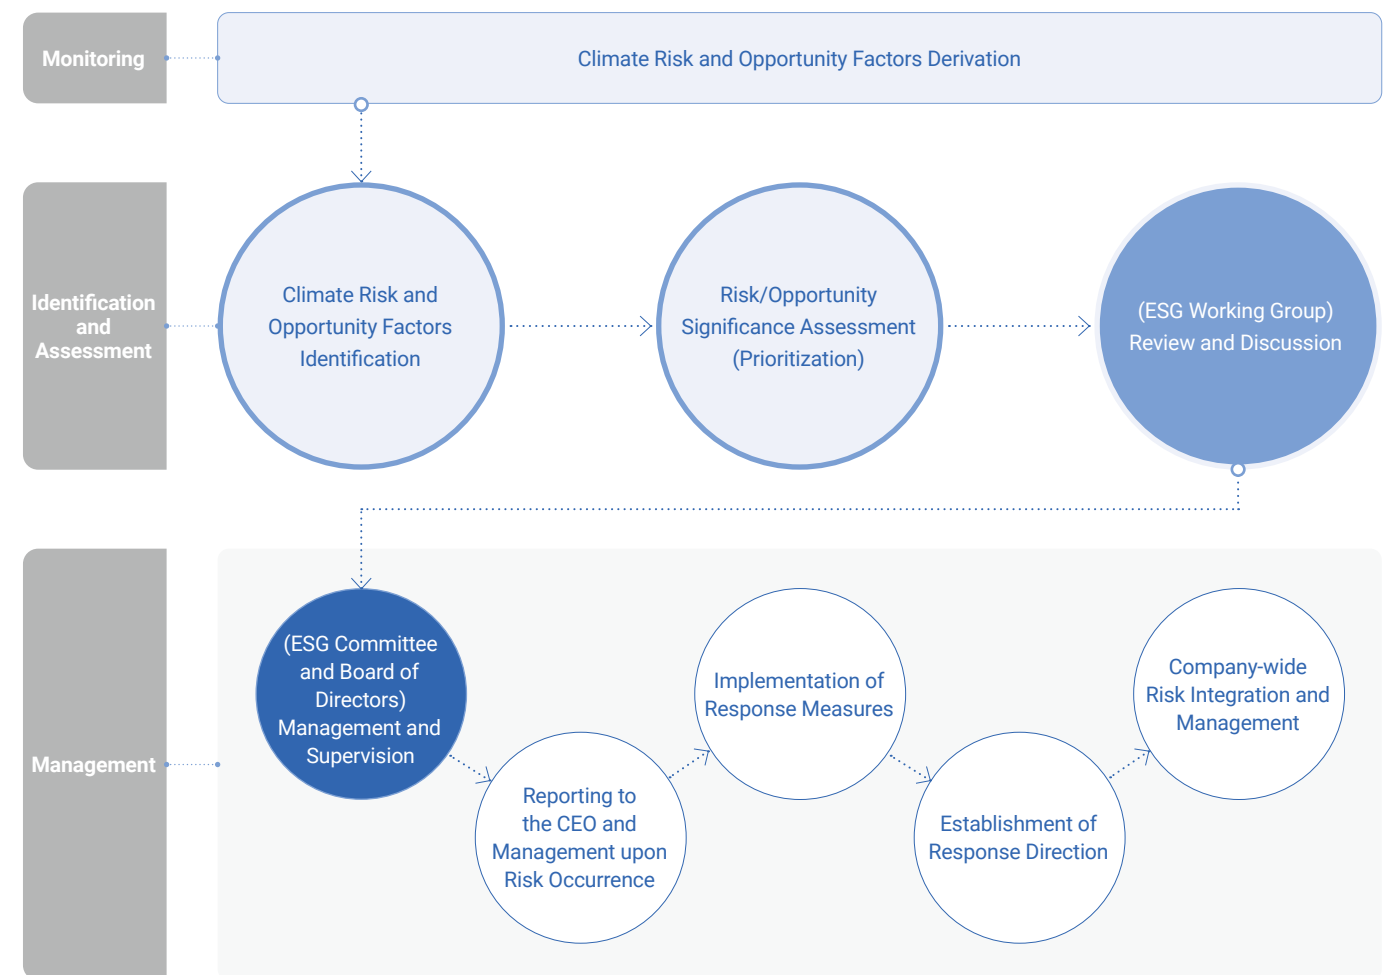 Monitoring
Climate Risk and Opportunity Factors Derivation
Identification
and
Assessment
Climate Risk and
Opportunity Factors
Identification
Risk/Opportunity
Significance Assessment
(Prioritization)
(ESG Working Group)
Review and Discussion
Management
(ESG Committee
and Board of
Directors)
Management and
Supervision
Reporting to
the CEO and
Management upon
Risk Occurrence
Implementation of
Response Measures
Establishment of
Response Direction
Company-wide
Risk Integration and
Management